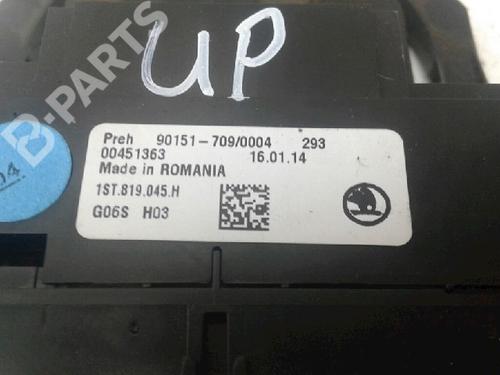 UP
B-PARTS
Preh 90151-709/0004 293
00451363 16.01.14
Made in ROMANIA
1ST.819.045.H
G06S H03
04